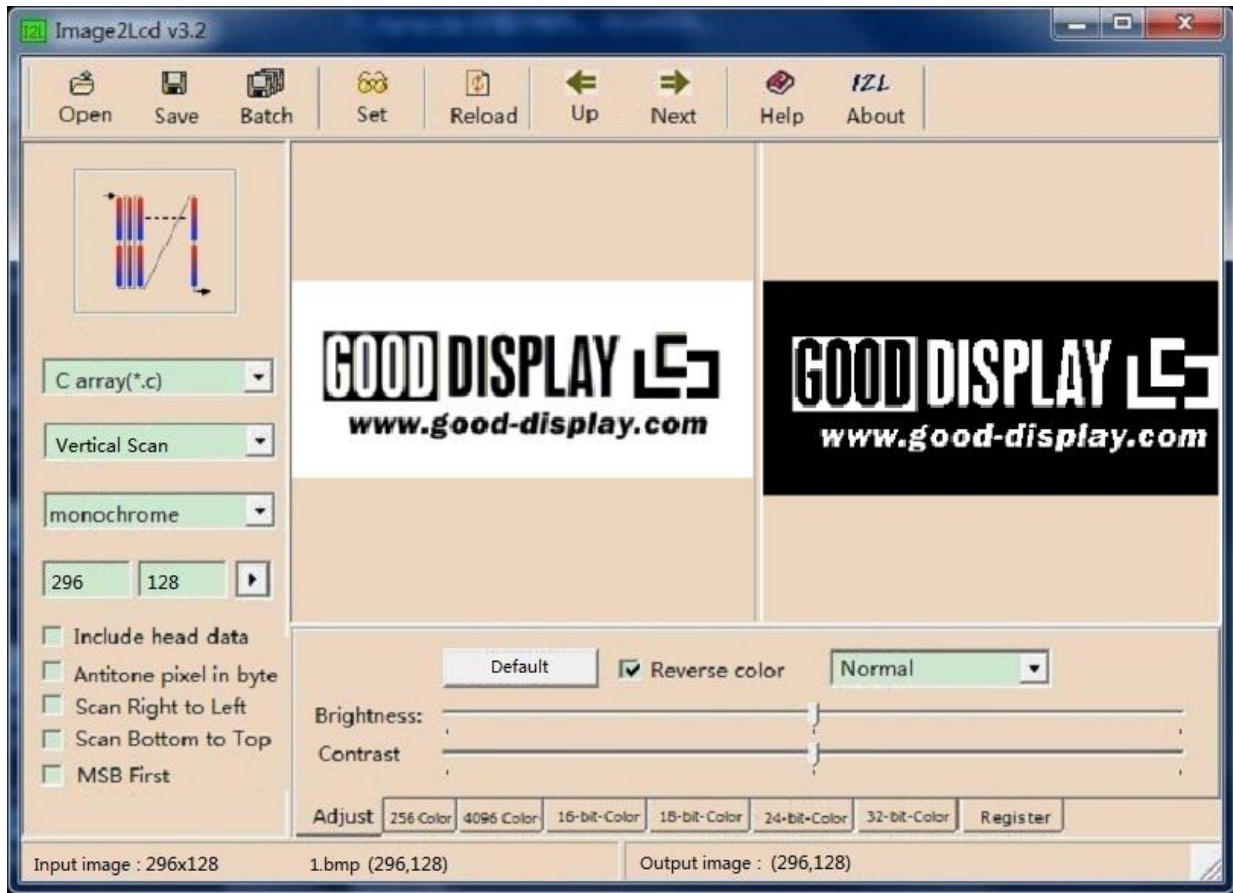 I2L Image2Lcd v3.2
Open Save Batch Set Reload Up Next Help I2L About
C array(*.c)
Vertical Scan
monochrome
296 128
Include head data
Antitone pixel in byte
Scan Right to Left
Scan Bottom to Top
MSB First
GOOD DISPLAY
www.good-display.com
GOOD DISPLAY
www.good-display.com
Default Reverse color Normal
Brightness:
Contrast
Adjust 256 Color 4096 Color 16-bit-Color 18-bit-Color 24-bit-Color 32-bit-Color Register
Input image : 296x128 1.bmp (296,128) Output image : (296,128)